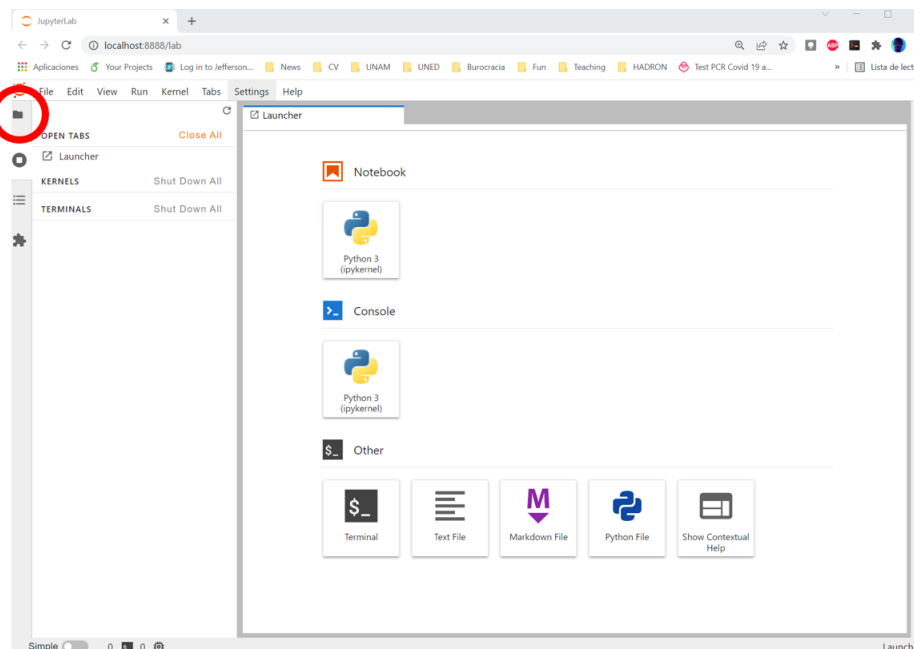 JupyterLab
localhost:8888/lab
Aplicaciones Your Projects Log in to Jefferson... News CV UNAM UNED Burocracia Fun Teaching HADRON Test PCR Covid 19 a... » Lista de lect
File Edit View Run Kernel Tabs Settings Help
Launcher
OPEN TABS Close All
Launcher
KERNELS Shut Down All
TERMINALS Shut Down All
Notebook
Python 3
(ipykernel)
Console
Python 3
(ipykernel)
$_ Other
$_
Terminal Text File Markdown File Python File Show Contextual
Help
Simple 0 $_ 0 Launch